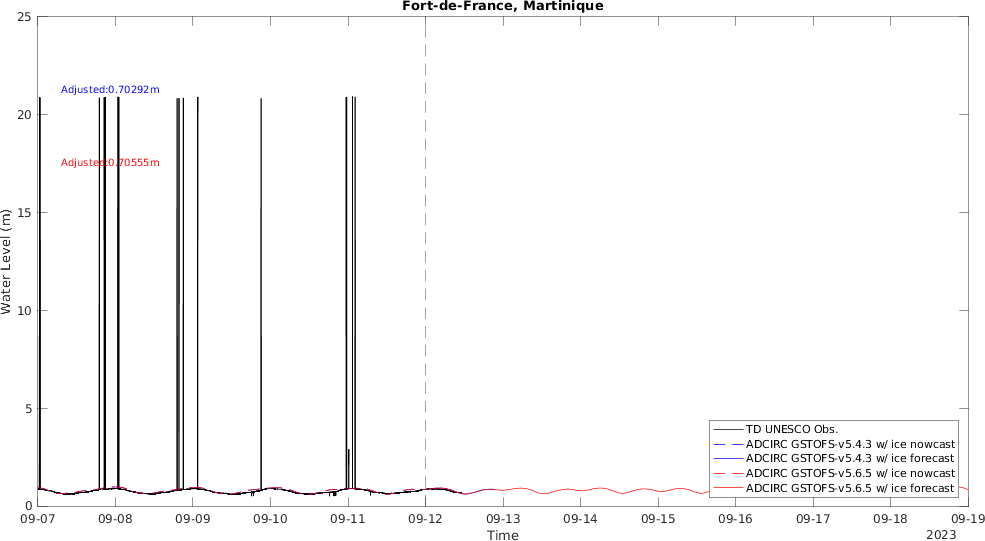 Fort-de-France, Martinique
25
20
15
10
5
0
Water Level (m)
Adjusted:0.70292m
Adjusted:0.70555m
TD UNESCO Obs.
ADCIRC GSTOFS-v5.4.3 w/ ice nowcast
ADCIRC GSTOFS-v5.4.3 w/ ice forecast
ADCIRC GSTOFS-v5.6.5 w/ ice nowcast
ADCIRC GSTOFS-v5.6.5 w/ ice forecast
09-07 09-08 09-09 09-10 09-11 09-12 09-13 09-14 09-15 09-16 09-17 09-18 09-19
Time
2023